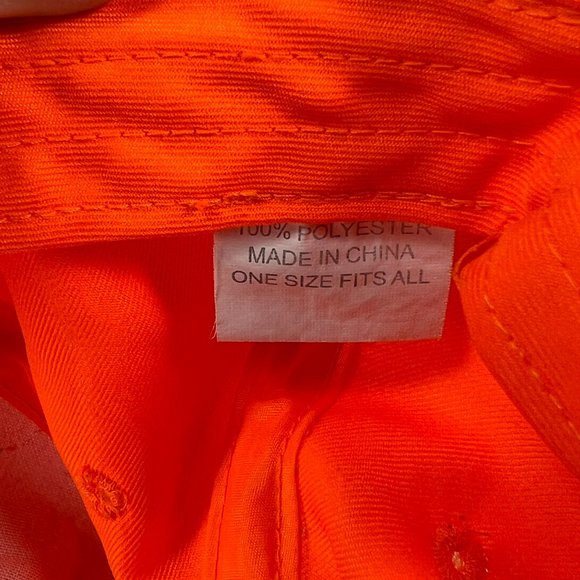 100% POLYESTER
MADE IN CHINA
ONE SIZE FITS ALL